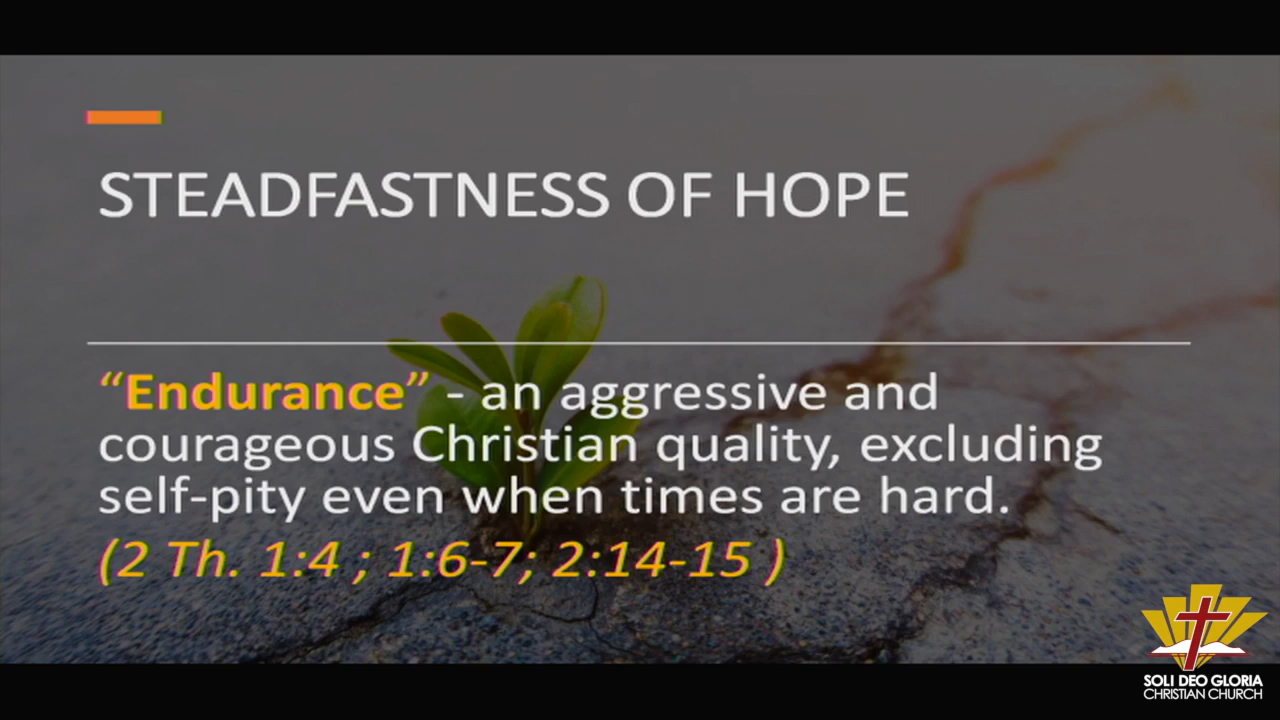 STEADFASTNESS OF HOPE
“Endurance” - an aggressive and
courageous Christian quality, excluding
self-pity even when times are hard.
(2 Th. 1:4 ; 1:6-7; 2:14-15 )
SOLI DEO GLORIA
CHRISTIAN CHURCH